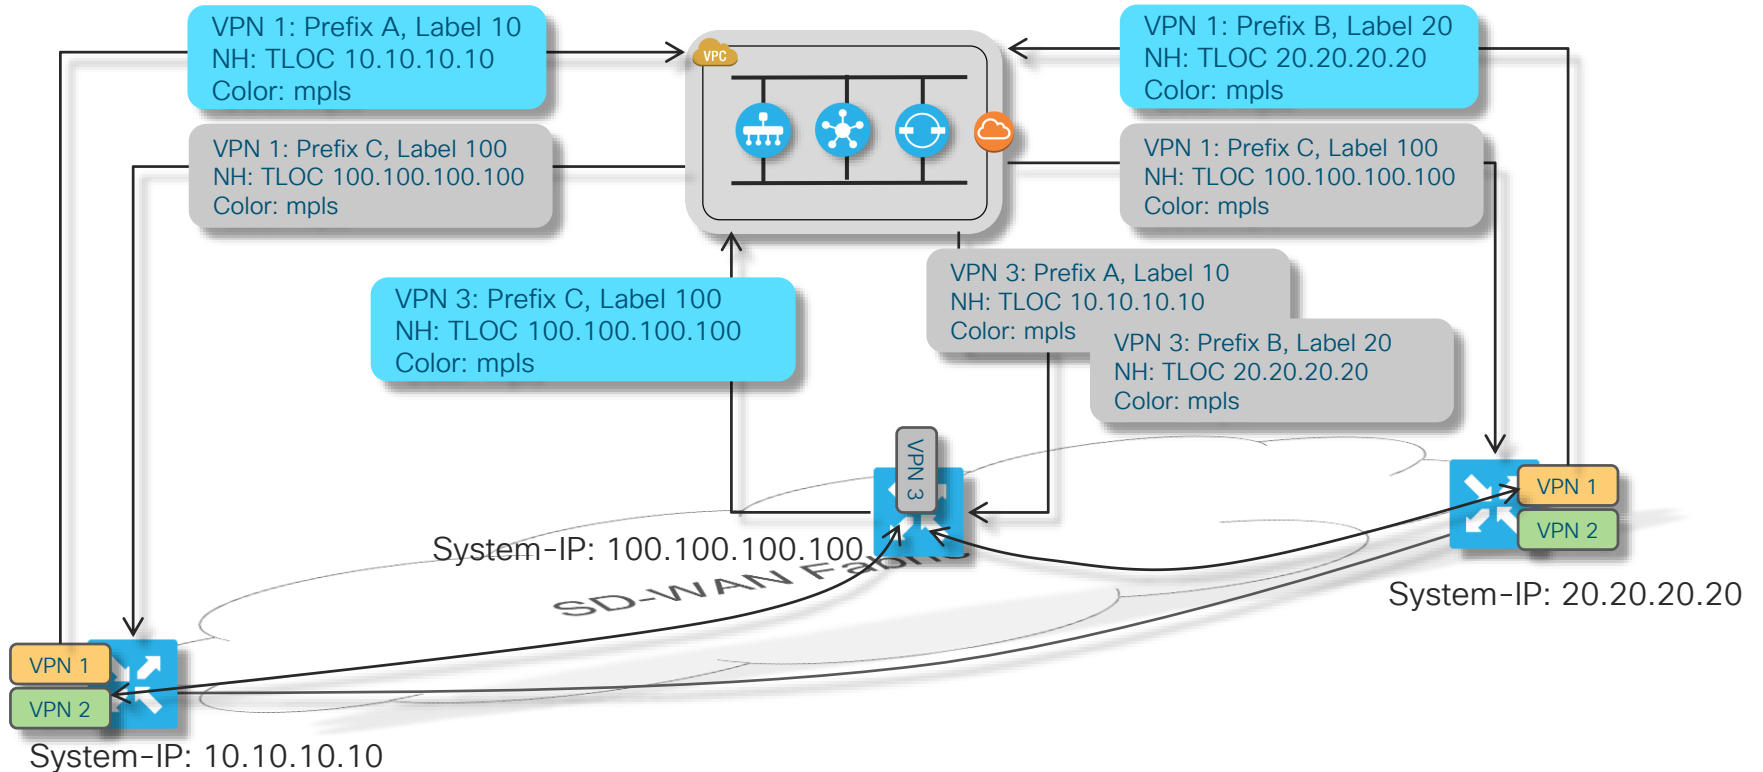 VPN 1: Prefix A, Label 10
NH: TLOC 10.10.10.10
Color: mpls
VPC
VPN 1: Prefix B, Label 20
NH: TLOC 20.20.20.20
Color: mpls
VPN 1: Prefix C, Label 100
NH: TLOC 100.100.100.100
Color: mpls
VPN 1: Prefix C, Label 100
NH: TLOC 100.100.100.100
Color: mpls
VPN 3: Prefix C, Label 100
NH: TLOC 100.100.100.100
Color: mpls
VPN 3: Prefix A, Label 10
NH: TLOC 10.10.10.10
Color: mpls
VPN 3: Prefix B, Label 20
NH: TLOC 20.20.20.20
Color: mpls
VPN 3
System-IP: 100.100.100.100
SD-WAN Fabric
VPN 1
VPN 2
System-IP: 20.20.20.20
VPN 1
VPN 2
System-IP: 10.10.10.10